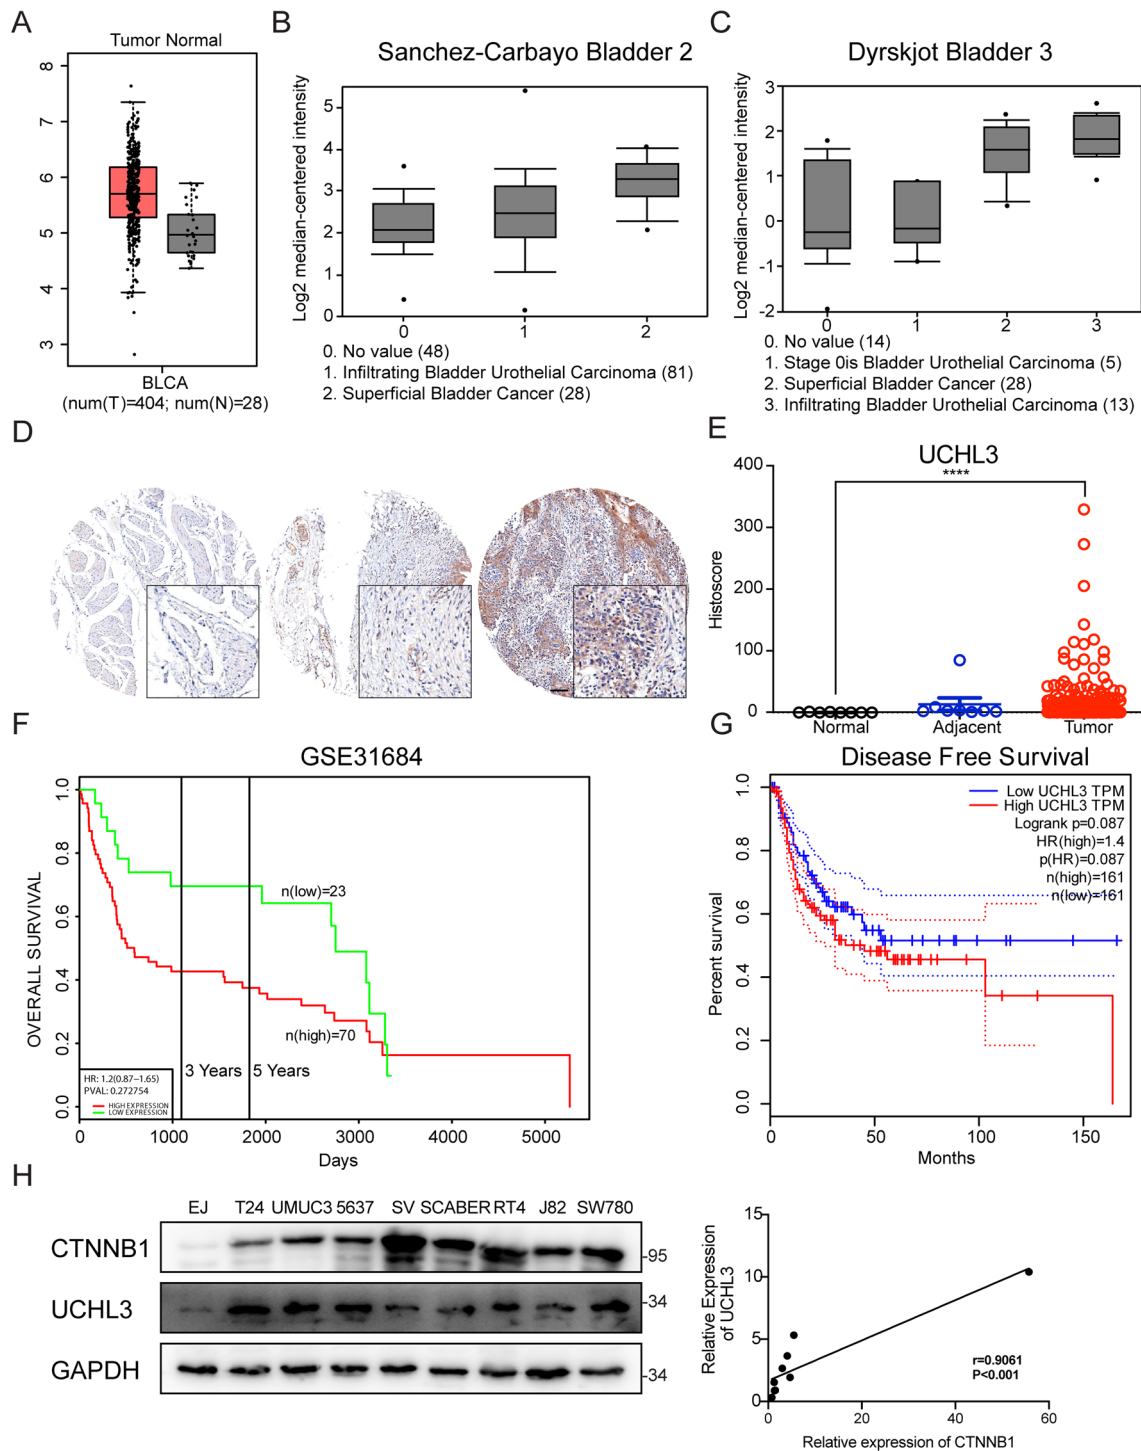 A
Tumor Normal
8
7
6
5
4
3
BLCA
(num(T)=404; num(N)=28)
B
Sanchez-Carbayo Bladder 2
Log2 median-centered intensity
5
4
3
2
1
0
0 1 2
0. No value (48)
1. Infiltrating Bladder Urothelial Carcinoma (81)
2. Superficial Bladder Cancer (28)
C
Dyrskjot Bladder 3
Log2 median-centered intensity
3
2
1
0
-1
-2
0 1 2 3
0. No value (14)
1. Stage 0is Bladder Urothelial Carcinoma (5)
2. Superficial Bladder Cancer (28)
3. Infiltrating Bladder Urothelial Carcinoma (13)
D
E
UCHL3
****
Histoscore
400
300
200
100
0
Normal Adjacent Tumor
F
GSE31684
OVERALL SURVIVAL
1.0
0.8
0.6
0.4
0.2
0.0
n(low)=23
n(high)=70
3 Years
5 Years
HR: 1.2(0.87–1.65)
PVAL: 0.272754
HIGH EXPRESSION
LOW EXPRESSION
0 1000 2000 3000 4000 5000
Days
G
Disease Free Survival
Percent survival
1.0
0.8
0.6
0.4
0.2
0.0
Low UCHL3 TPM
High UCHL3 TPM
Logrank p=0.087
HR(high)=1.4
p(HR)=0.087
n(high)=161
n(low)=161
0 50 100 150
Months
H
EJ T24 UMUC3 5637 SV SCABER RT4 J82 SW780
CTNNB1
-95
UCHL3
-34
GAPDH
-34
Relative Expression
of UCHL3
15
10
5
0
r=0.9061
P<0.001
0 20 40 60
Relative expression of CTNNB1